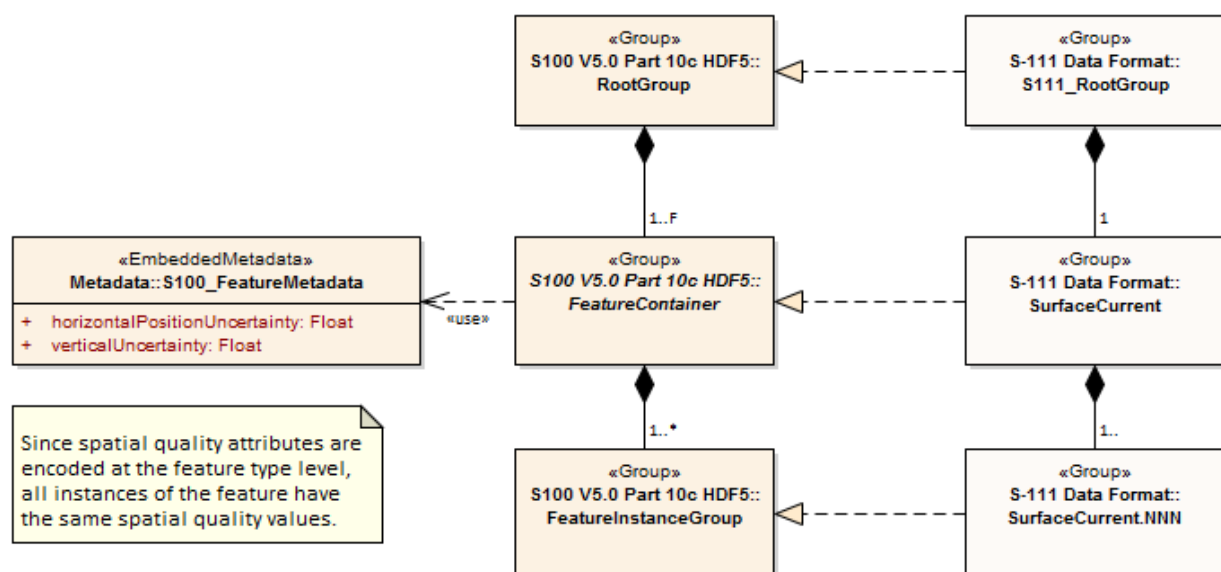 «Group»
S100 V5.0 Part 10c HDF5::
RootGroup
«Group»
S-111 Data Format::
S111_RootGroup
1..F
1
«EmbeddedMetadata»
Metadata::S100_FeatureMetadata
+ horizontalPositionUncertainty: Float
+ verticalUncertainty: Float
«use»
«Group»
S100 V5.0 Part 10c HDF5::
FeatureContainer
«Group»
S-111 Data Format::
SurfaceCurrent
1..*
1..
Since spatial quality attributes are
encoded at the feature type level,
all instances of the feature have
the same spatial quality values.
«Group»
S100 V5.0 Part 10c HDF5::
FeatureInstanceGroup
«Group»
S-111 Data Format::
SurfaceCurrent.NNN